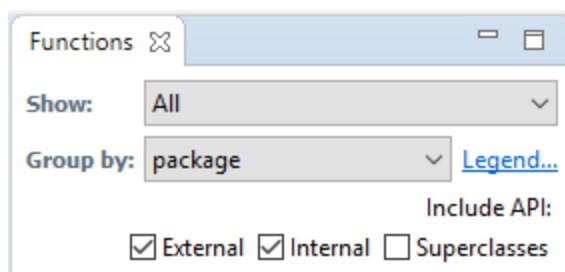 Functions
Show: All
Group by: package Legend...
Include API:
External Internal Superclasses